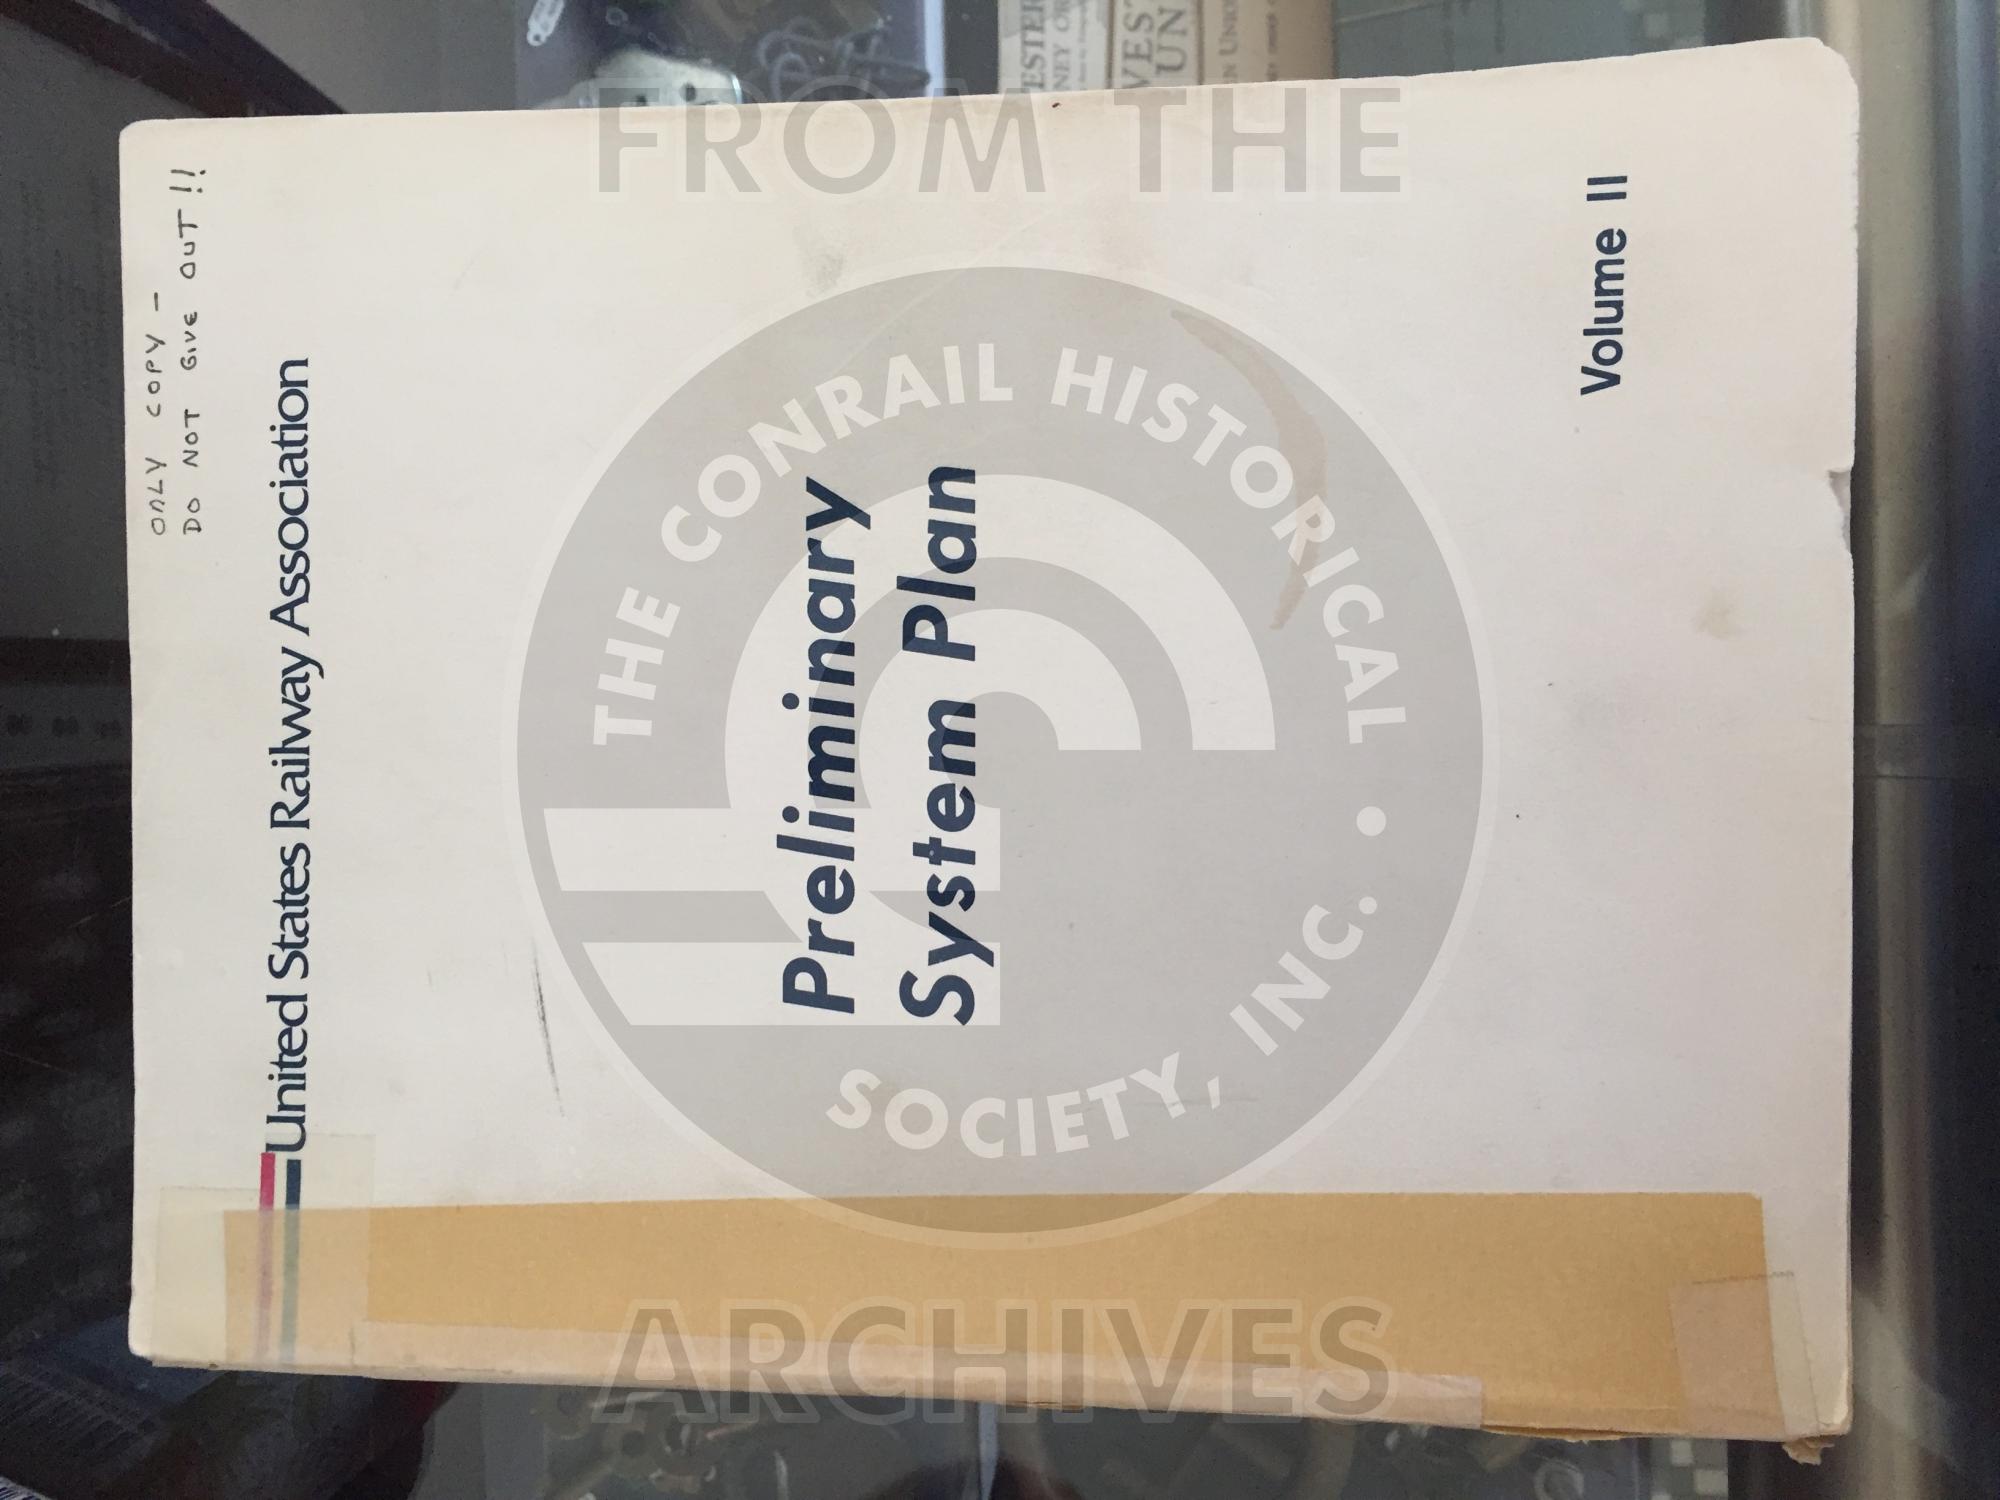 ONLY COPY –
DO NOT GIVE OUT !!
United States Railway Association
Preliminary
System Plan
Volume II
FROM THE
THE CONRAIL HISTORICAL
SOCIETY, INC.
ARCHIVES